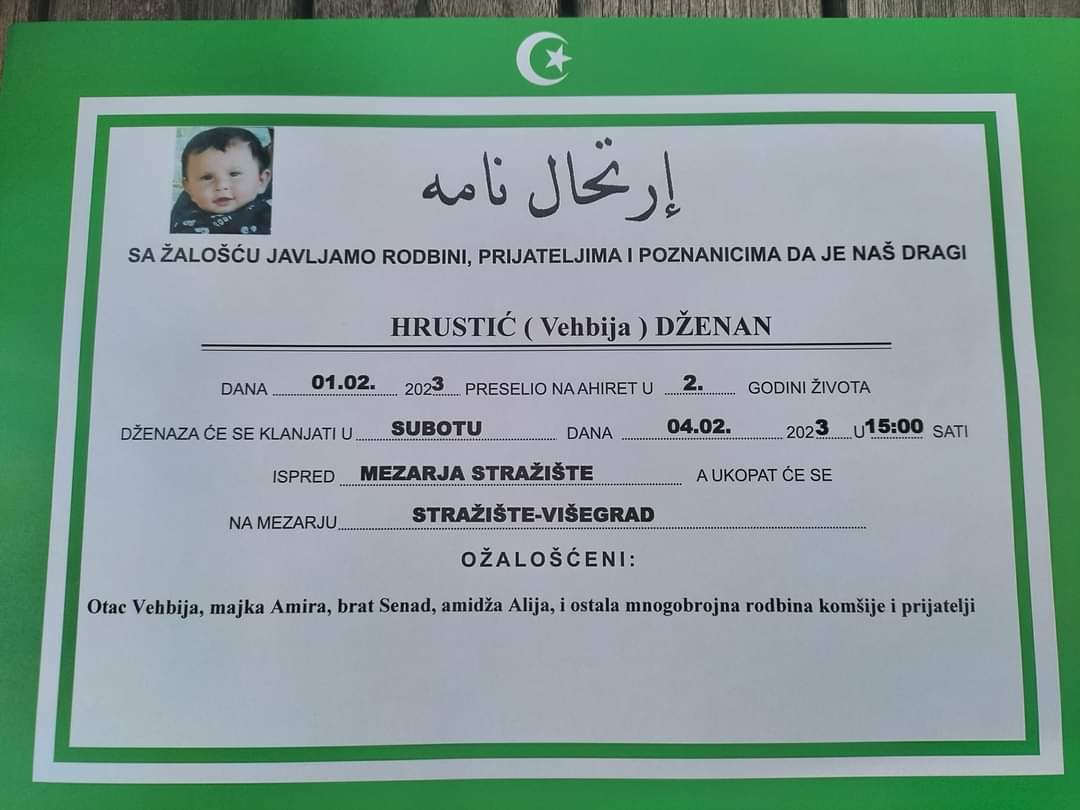 إرتحال نامه
SA ŽALOŠĆU JAVLJAMO RODBINI, PRIJATELJIMA I POZNANICIMA DA JE NAŠ DRAGI
HRUSTIĆ ( Vehbija ) DŽENAN
DANA 01.02. 2023 PRESELIO NA AHIRET U 2. GODINI ŽIVOTA
DŽENAZA ĆE SE KLANJATI U SUBOTU DANA 04.02. 2023 U 15:00 SATI
ISPRED MEZARJA STRAŽIŠTE A UKOPAT ĆE SE
NA MEZARJU STRAŽIŠTE-VIŠEGRAD
OŽALOŠĆENI:
Otac Vehbija, majka Amira, brat Senad, amidža Alija, i ostala mnogobrojna rodbina komšije i prijatelji